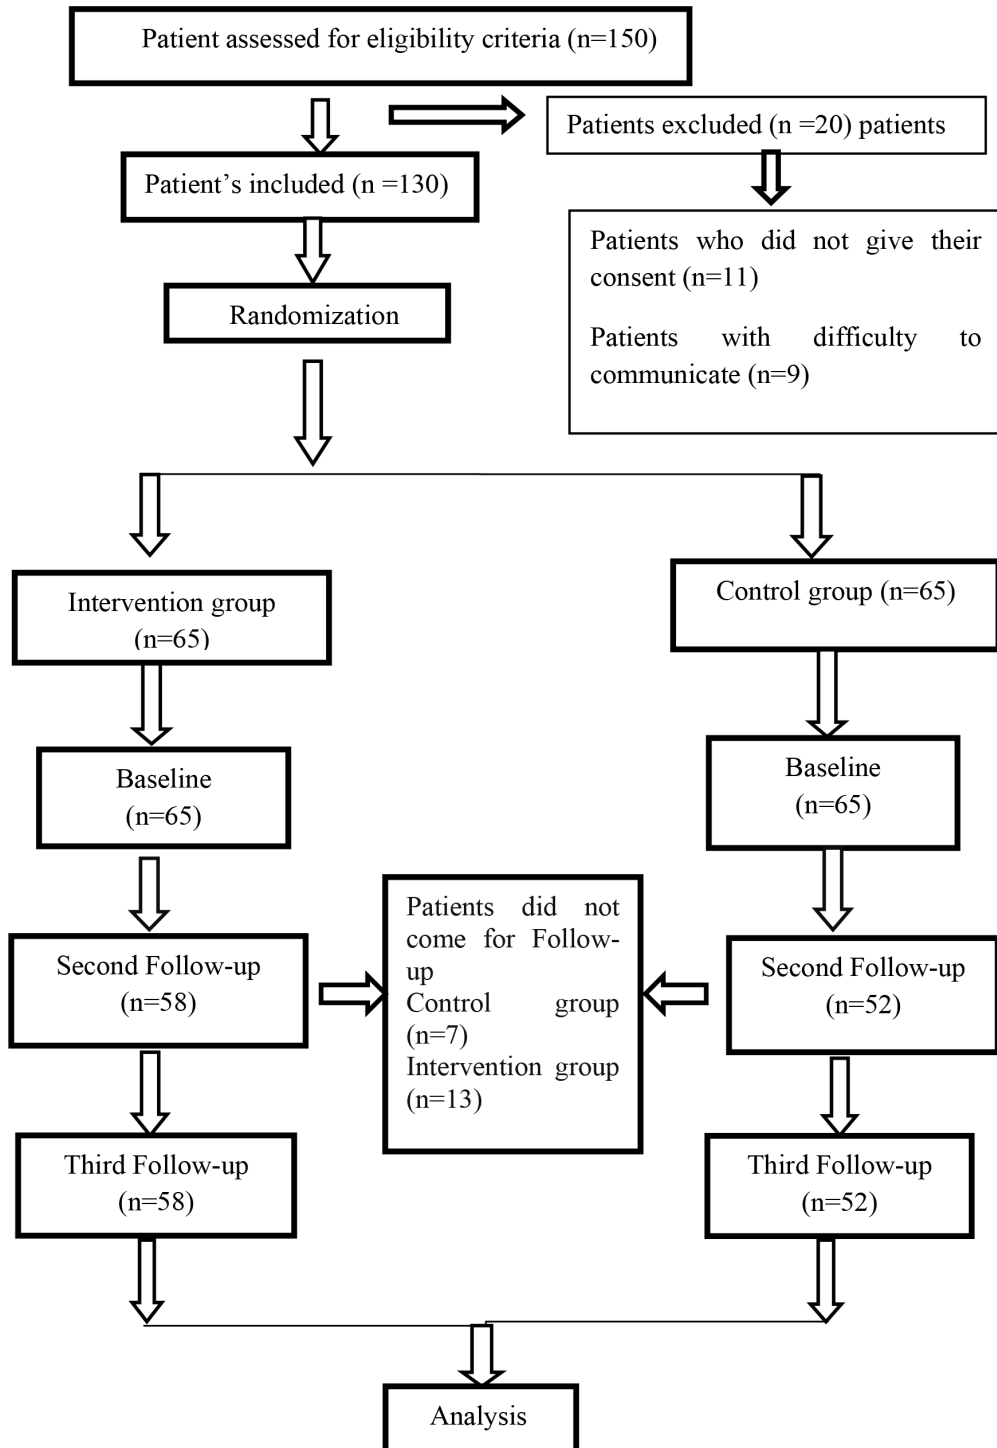 Patient assessed for eligibility criteria (n=150)
Patients excluded (n =20) patients
Patient’s included (n =130)
Patients who did not give their
consent (n=11)
Patients with difficulty to
communicate (n=9)
Randomization
Intervention group
(n=65)
Control group (n=65)
Baseline
(n=65)
Baseline
(n=65)
Patients did not
come for Follow-
up
Control group
(n=7)
Intervention group
(n=13)
Second Follow-up
(n=58)
Second Follow-up
(n=52)
Third Follow-up
(n=58)
Third Follow-up
(n=52)
Analysis